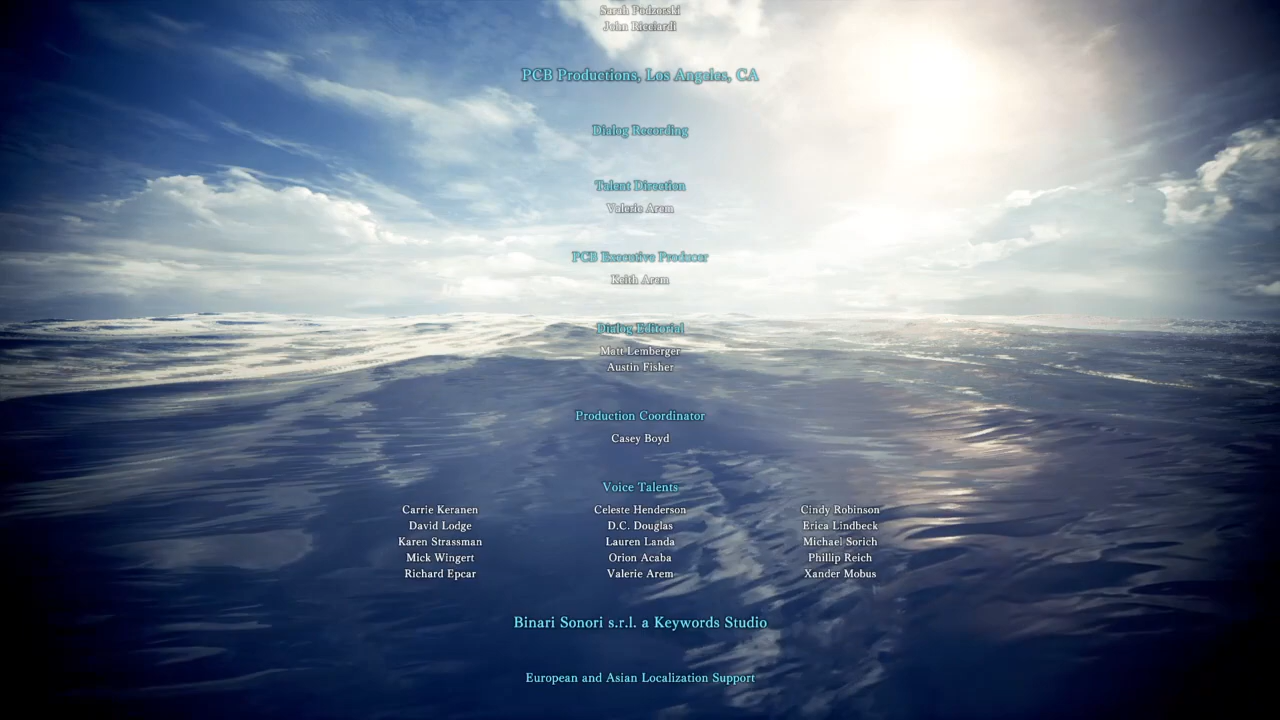 Sarah Podzorski
John Ricciardi
PCB Productions, Los Angeles, CA
Dialog Recording
Talent Direction
Valerie Arem
PCB Executive Producer
Keith Arem
Dialog Editorial
Matt Lemberger
Austin Fisher
Production Coordinator
Casey Boyd
Voice Talents
Carrie Keranen Celeste Henderson Cindy Robinson
David Lodge D.C. Douglas Erica Lindbeck
Karen Strassman Lauren Landa Michael Sorich
Mick Wingert Orion Acaba Phillip Reich
Richard Epcar Valerie Arem Xander Mobus
Binari Sonori s.r.l. a Keywords Studio
European and Asian Localization Support